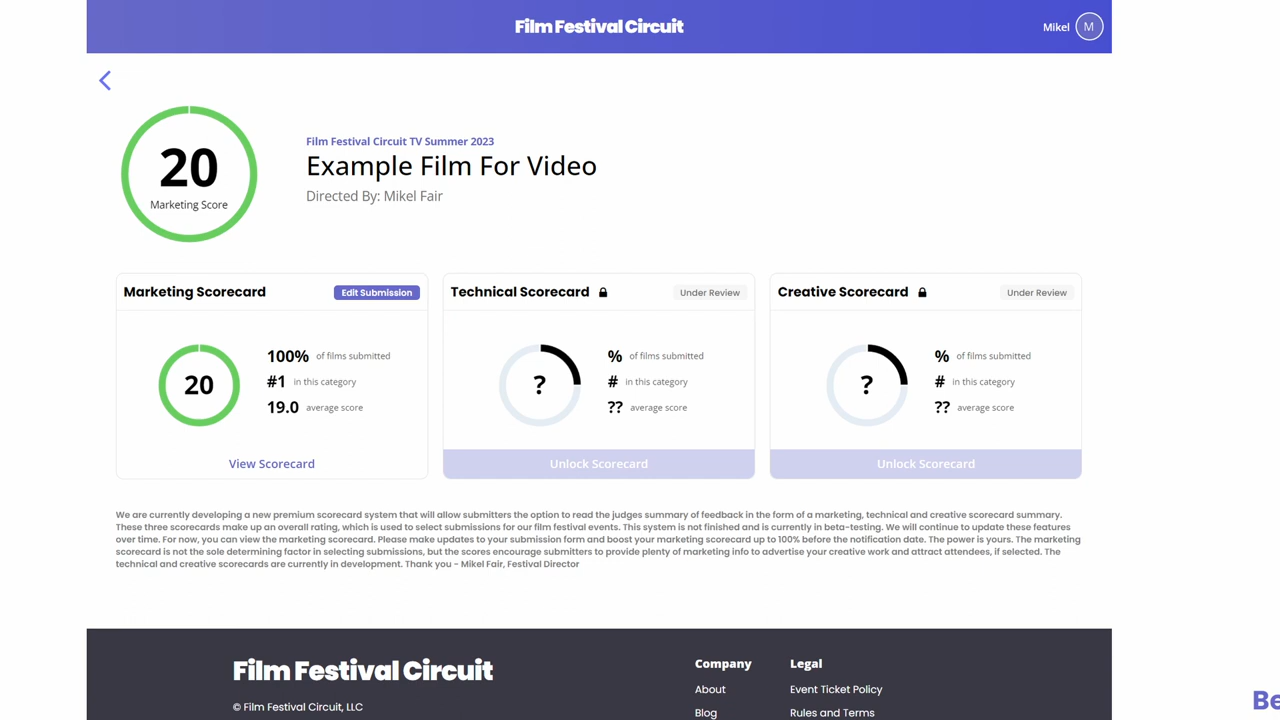 Film Festival Circuit
Mikel
M
20
Marketing Score
Film Festival Circuit TV Summer 2023
Example Film For Video
Directed By: Mikel Fair
Marketing Scorecard
Edit Submission
20
100% of films submitted
#1 in this category
19.0 average score
View Scorecard
Technical Scorecard
Under Review
?
% of films submitted
# in this category
?? average score
Unlock Scorecard
Creative Scorecard
Under Review
?
% of films submitted
# in this category
?? average score
Unlock Scorecard
We are currently developing a new premium scorecard system that will allow submitters the option to read the judges summary of feedback in the form of a marketing, technical and creative scorecard summary.
These three scorecards make up an overall rating, which is used to select submissions for our film festival events. This system is not finished and is currently in beta-testing. We will continue to update these features
over time. For now, you can view the marketing scorecard. Please make updates to your submission form and boost your marketing scorecard up to 100% before the notification date. The power is yours. The marketing
scorecard is not the sole determining factor in selecting submissions, but the scores encourage submitters to provide plenty of marketing info to advertise your creative work and attract attendees, if selected. The
technical and creative scorecards are currently in development. Thank you - Mikel Fair, Festival Director
Film Festival Circuit
© Film Festival Circuit, LLC
Company
About
Blog
Legal
Event Ticket Policy
Rules and Terms